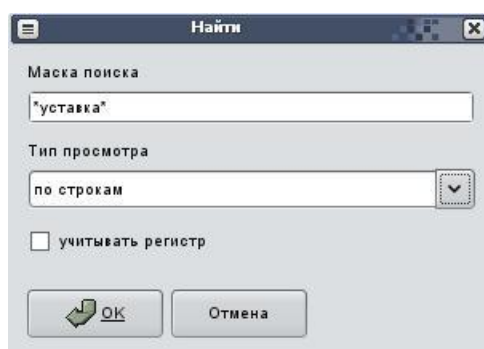 Найти
Маска поиска
*уставка*
Тип просмотра
по строкам
учитывать регистр
OK
Отмена